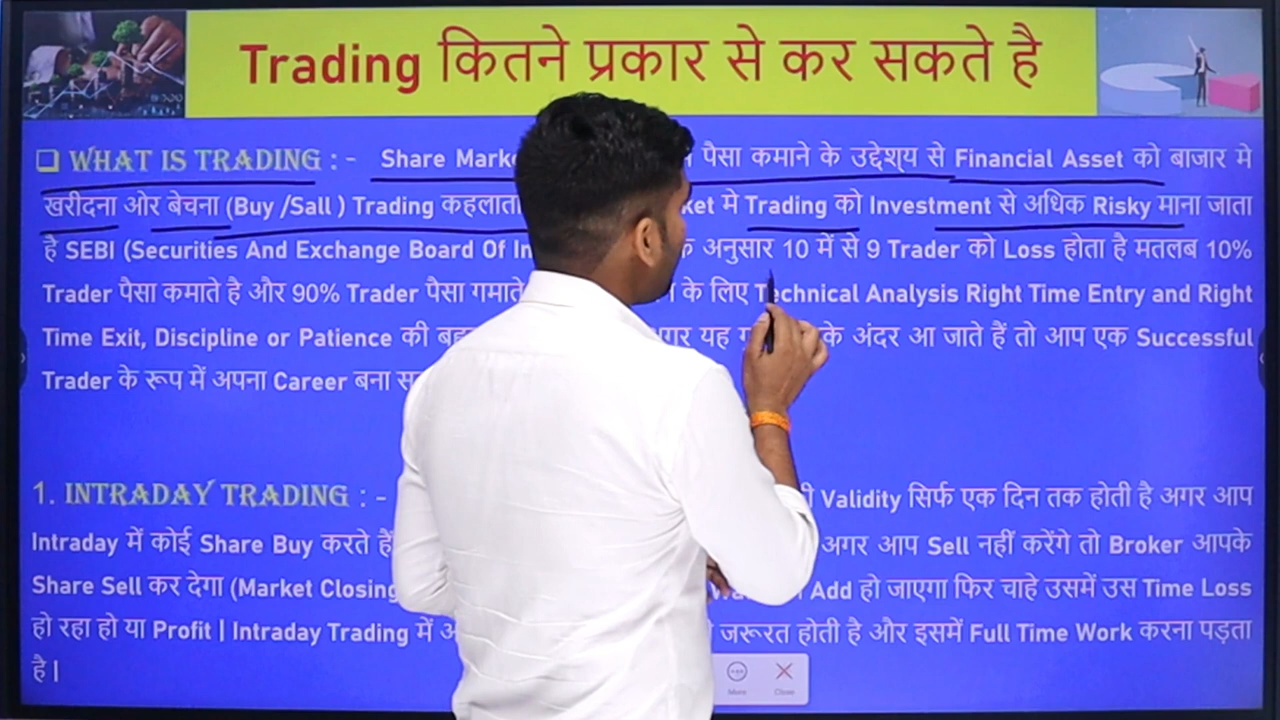 Trading कितने प्रकार से कर सकते है
WHAT IS TRADING : - Share पैसा कमाने के उद्देश्य से Financial Asset को बाजार मे
खरीदना ओर बेचना (Buy /Sall ) Trading मे Trading को Investment से अधिक Risky माना जाता
है SEBI (Securities And Exchange Board Of अनुसार 10 में से 9 Trader को Loss होता है मतलब 10%
Trader पैसा कमाते है और 90% Trader पैसा के लिए Technical Analysis Right Time Entry and Right
Time Exit, Discipline or Patience की यह के अंदर आ जाते हैं तो आप एक Successful
Trader के रूप में अपना Career बना
1. INTRADAY TRADING : - Validity सिर्फ एक दिन तक होती है अगर आप
Intraday में कोई Share Buy करते हैं अगर आप Sell नहीं करेंगे तो Broker आपके
Share Sell कर देगा (Market Closing Add हो जाएगा फिर चाहे उसमें उस Time Loss
हो रहा हो या Profit | Intraday Trading में जरूरत होती है और इसमें Full Time Work करना पड़ता
है |
More Close